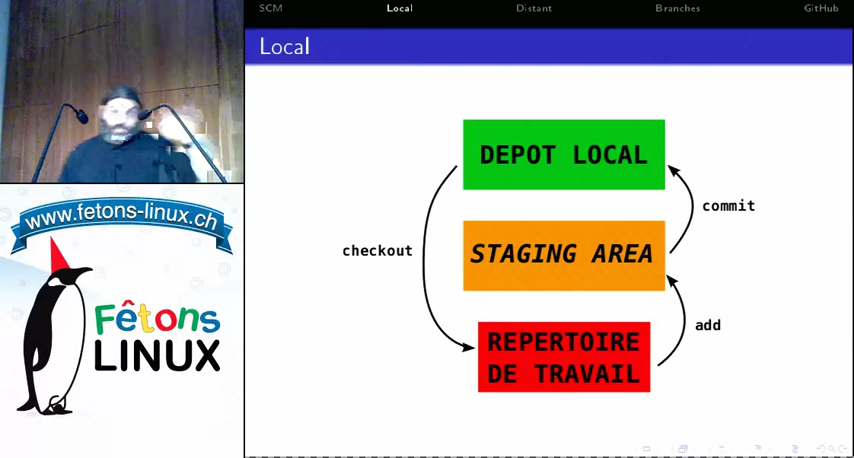 SCM Local Distant Branches GitHub
Local
DEPOT LOCAL
commit
checkout
STAGING AREA
add
REPERTOIRE
DE TRAVAIL
www.fetons-linux.ch
Fêtons
LINUX